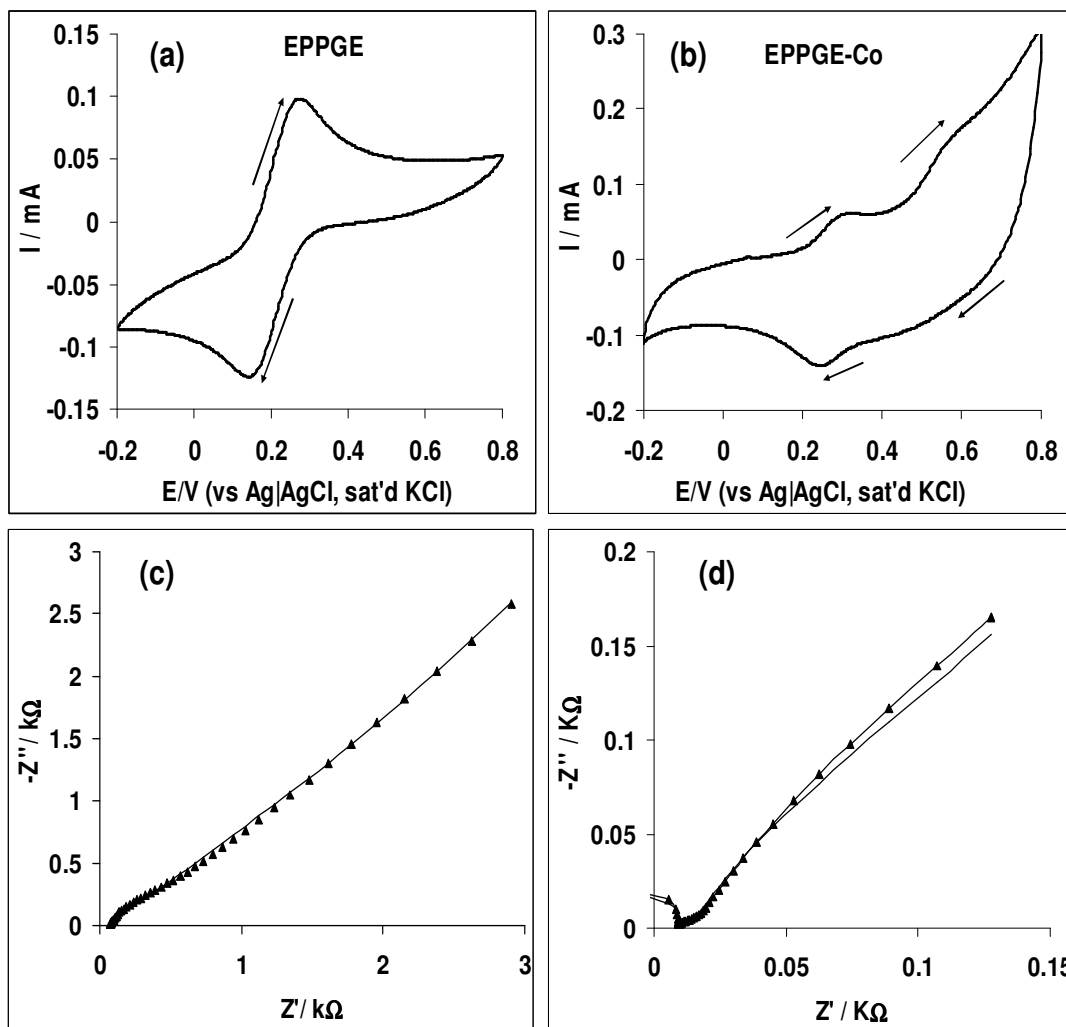 (a)
EPPGE
0.15
0.1
0.05
0
-0.05
-0.1
-0.15
I / mA
-0.2 0 0.2 0.4 0.6 0.8
E/V (vs Ag|AgCl, sat'd KCl)
(b)
EPPGE-Co
0.3
0.2
0.1
0
-0.1
-0.2
I / mA
-0.2 0 0.2 0.4 0.6 0.8
E/V (vs Ag|AgCl, sat'd KCl)
(c)
3
2.5
2
1.5
1
0.5
0
-Z''/ kΩ
0 1 2 3
Z'/ kΩ
(d)
0.2
0.15
0.1
0.05
0
-Z'' / KΩ
0 0.05 0.1 0.15
Z' / KΩ